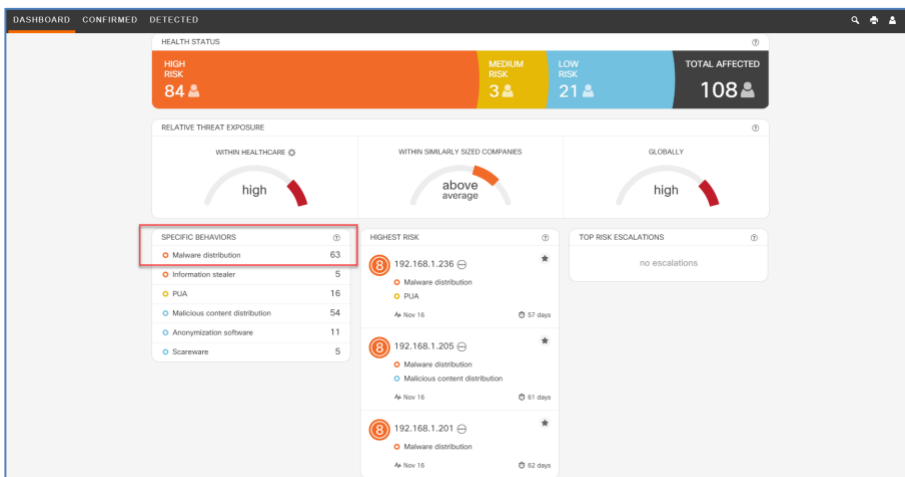 DASHBOARD CONFIRMED DETECTED
HEALTH STATUS
HIGH RISK
84
MEDIUM RISK
3
LOW RISK
21
TOTAL AFFECTED
108
RELATIVE THREAT EXPOSURE
WITHIN HEALTHCARE
high
WITHIN SIMILARLY SIZED COMPANIES
above
average
GLOBALLY
high
SPECIFIC BEHAVIORS
Malware distribution 63
Information stealer 5
PUA 16
Malicious content distribution 54
Anonymization software 11
Scareware 5
HIGHEST RISK
8 192.168.1.236
Malware distribution
PUA
Nov 16 57 days
8 192.168.1.205
Malware distribution
Malicious content distribution
Nov 16 61 days
8 192.168.1.201
Malware distribution
Nov 16 62 days
TOP RISK ESCALATIONS
no escalations